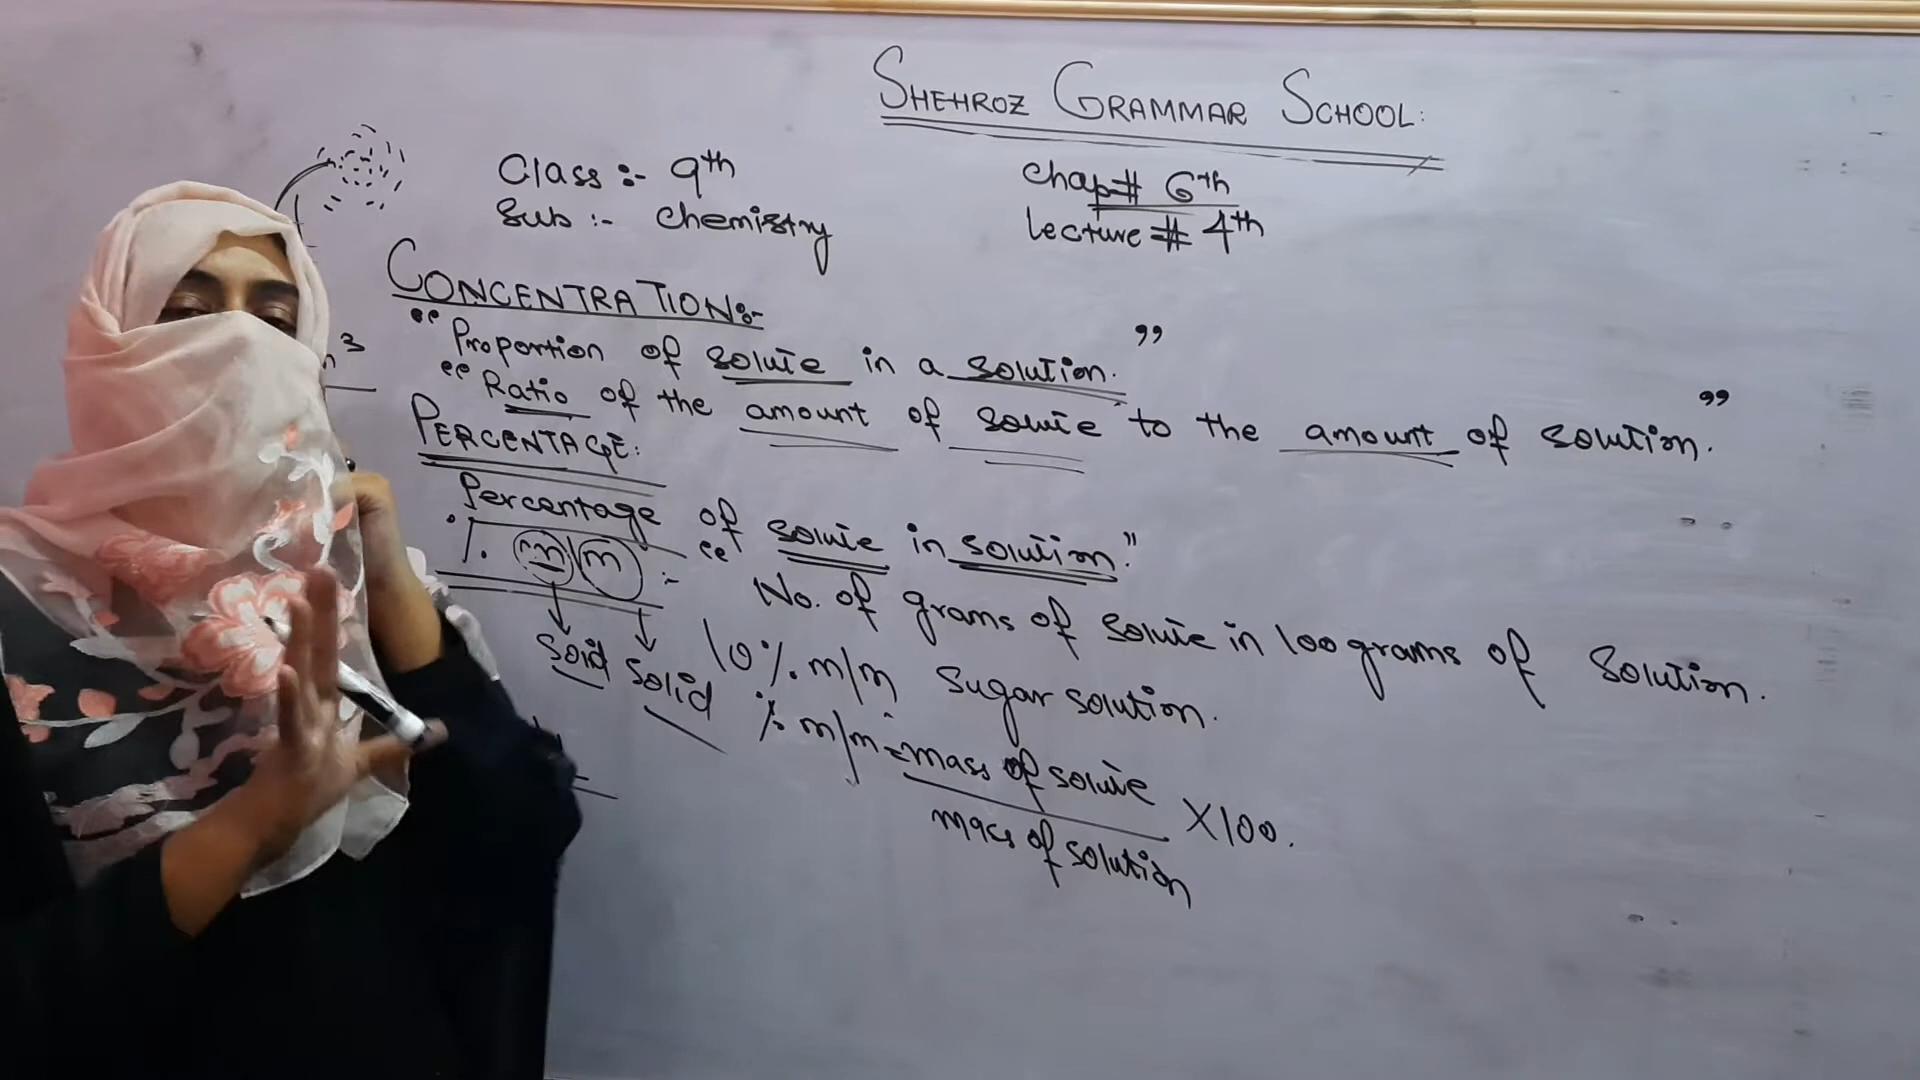 SHEHROZ GRAMMAR SCHOOL:
Class :- 9th
Sub :- Chemistry
Chap# 6th
Lecture # 4th
CONCENTRATION:-
"Proportion of solute in a solution."
"Ratio of the amount of solute to the amount of solution."
PERCENTAGE:
Percentage of solute in solution."
% m/m :- "No. of grams of solute in 100 grams of Solution.
Solid Solid
10% m/m Sugar solution.
% m/m = mass of solute
mass of solution
X100.